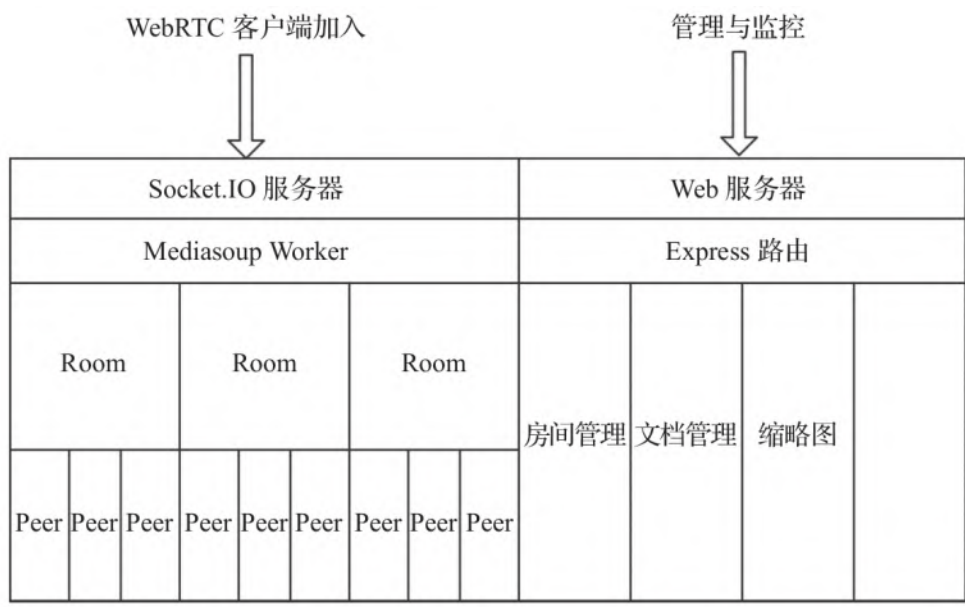 WebRTC 客户端加入
管理与监控
Socket.IO 服务器
Web 服务器
Mediasoup Worker
Express 路由
Room
Room
Room
房间管理
文档管理
缩略图
Peer
Peer
Peer
Peer
Peer
Peer
Peer
Peer
Peer